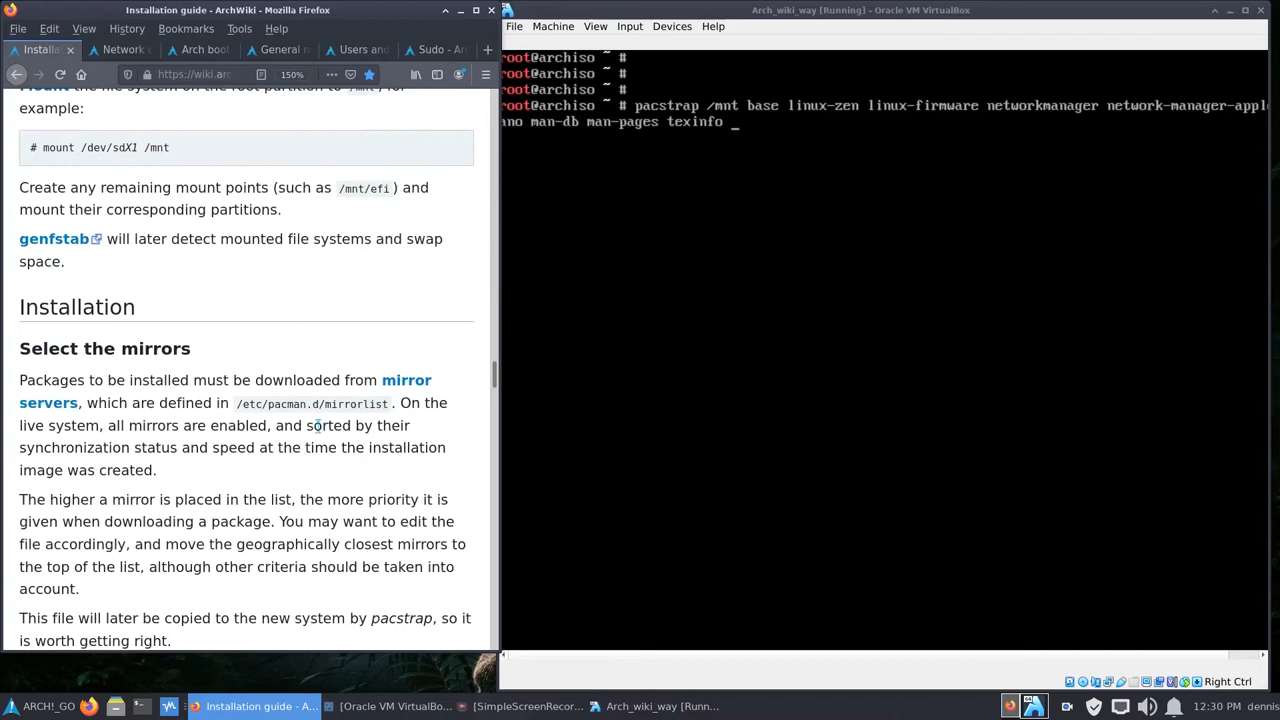 Installation guide - ArchWiki - Mozilla Firefox
File Edit View History Bookmarks Tools Help
Installa Network Arch boot General r Users and Sudo - Ar
https://wiki.arc 150%
example:
# mount /dev/sdX1 /mnt
Create any remaining mount points (such as /mnt/efi) and
mount their corresponding partitions.
genfstab will later detect mounted file systems and swap
space.
Installation
Select the mirrors
Packages to be installed must be downloaded from mirror
servers, which are defined in /etc/pacman.d/mirrorlist. On the
live system, all mirrors are enabled, and sorted by their
synchronization status and speed at the time the installation
image was created.
The higher a mirror is placed in the list, the more priority it is
given when downloading a package. You may want to edit the
file accordingly, and move the geographically closest mirrors to
the top of the list, although other criteria should be taken into
account.
This file will later be copied to the new system by pacstrap, so it
is worth getting right.
Arch_wiki_way [Running] - Oracle VM VirtualBox
File Machine View Input Devices Help
root@archiso ~ #
root@archiso ~ #
root@archiso ~ #
root@archiso ~ # pacstrap /mnt base linux-zen linux-firmware networkmanager network-manager-appl
ano man-db man-pages texinfo _
Right Ctrl
ARCH!_GO Installation guide - A... [Oracle VM VirtualBo... [SimpleScreenRecor... Arch_wiki_way [Runn... 12:30 PM dennis